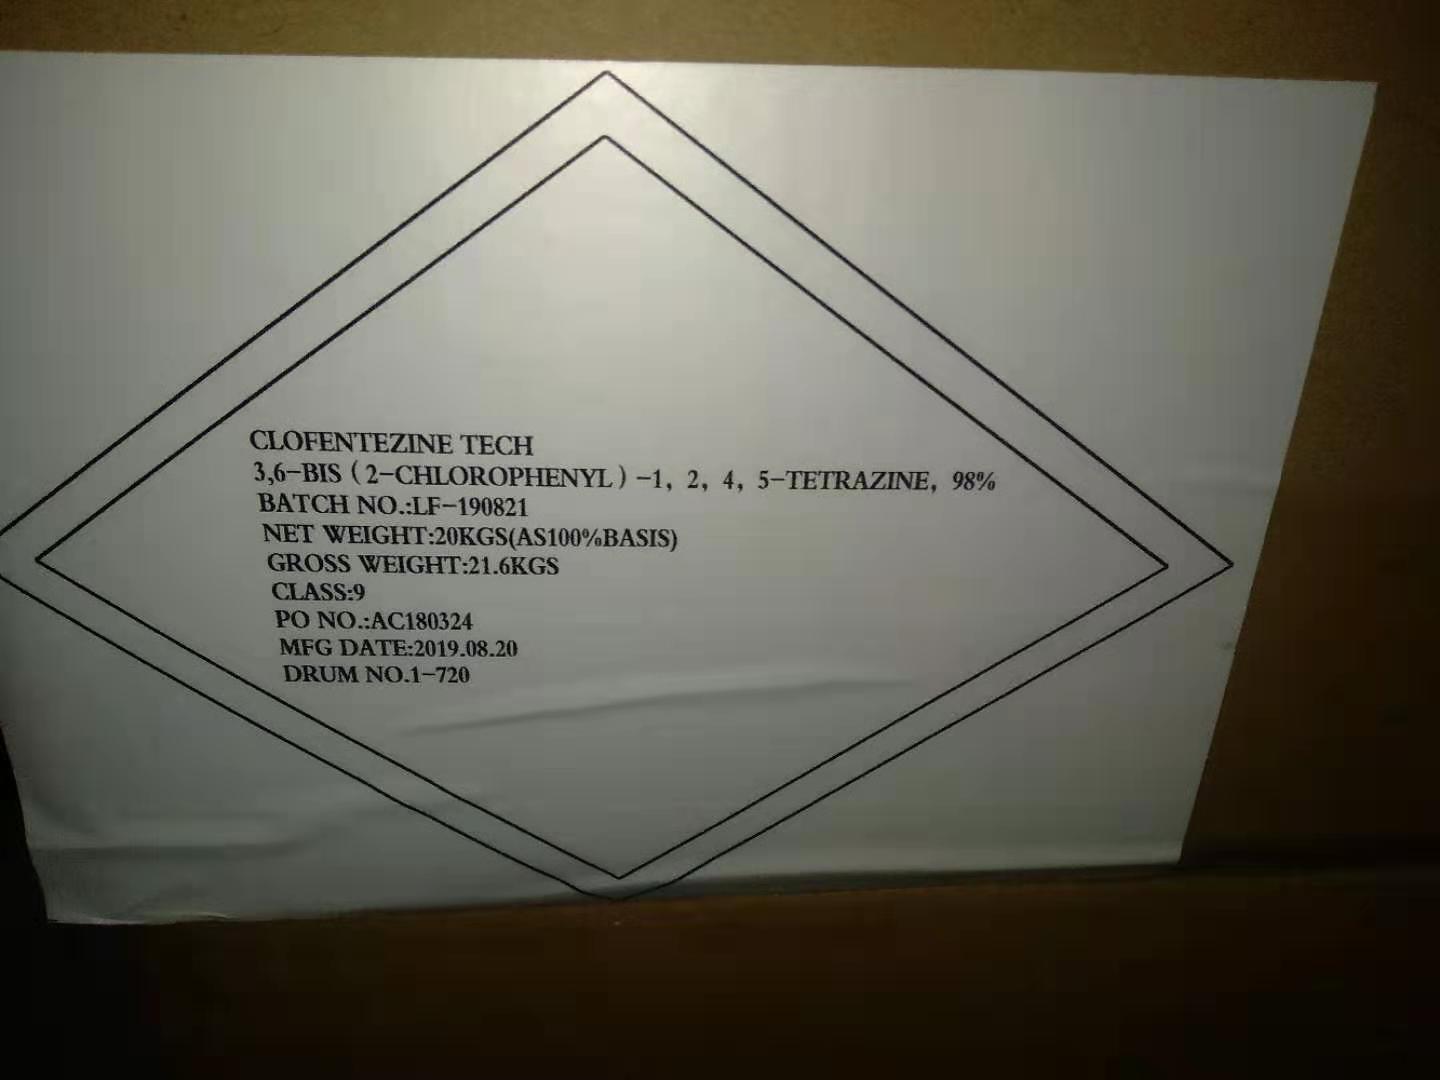 CLOFENTEZINE TECH
3,6-BIS (2-CHLOROPHENYL) -1, 2, 4, 5-TETRAZINE, 98%
BATCH NO.:LF-190821
NET WEIGHT:20KGS(AS100%BASIS)
GROSS WEIGHT:21.6KGS
CLASS:9
PO NO.:AC180324
MFG DATE:2019.08.20
DRUM NO.1-720